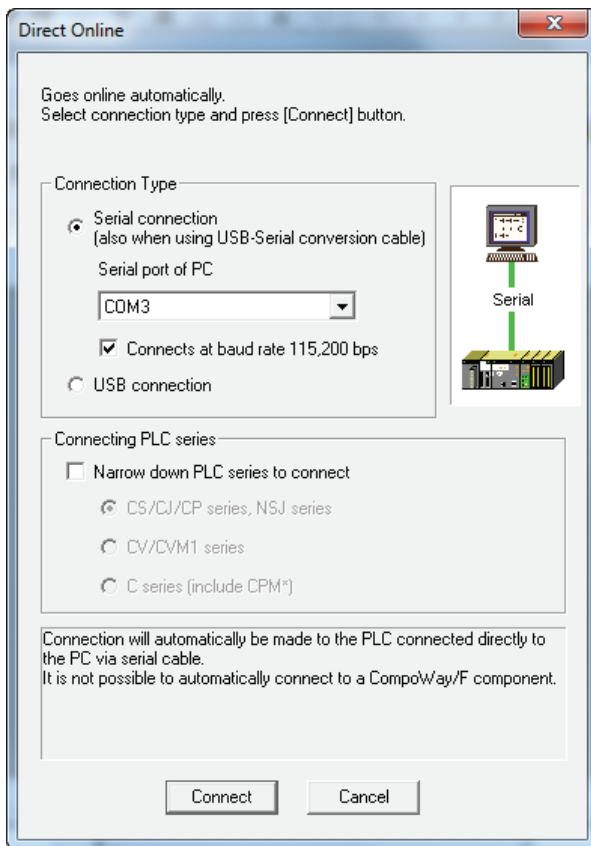 Direct Online
Goes online automatically.
Select connection type and press [Connect] button.
Connection Type
Serial connection
(also when using USB-Serial conversion cable)
Serial port of PC
COM3
Connects at baud rate 115,200 bps
USB connection
Serial
Connecting PLC series
Narrow down PLC series to connect
CS/CJ/CP series, NSJ series
CV/CVM1 series
C series (include CPM*)
Connection will automatically be made to the PLC connected directly to
the PC via serial cable.
It is not possible to automatically connect to a CompoWay/F component.
Connect
Cancel